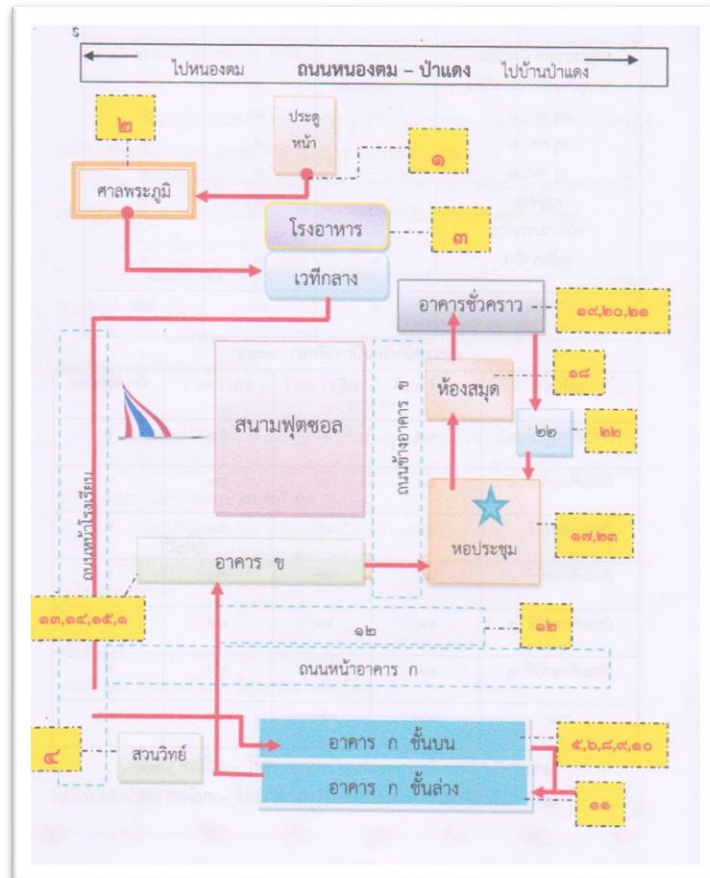 ไปหนองตม ถนนหนองตม – ป่าแดง ไปบ้านป่าแดง
ประตู
หน้า
๒
๑
ศาลพระภูมิ
โรงอาหาร
๓
เวทีกลาง
อาคารชั่วคราว
๑๙,๒๐,๒๑
ห้องสมุด
๑๘
สนามฟุตซอล
ถนนข้างอาคาร ข
๒๒
๒๒
ถนนหน้าโรงเรียน
หอประชุม
๑๗,๒๓
อาคาร ข
๑๓,๑๔,๑๕,๑
๑๒
๑๒
ถนนหน้าอาคาร ก
๔
สวนวิทย์
อาคาร ก ชั้นบน
๕,๖,๘,๙,๑๐
อาคาร ก ชั้นล่าง
๑๑